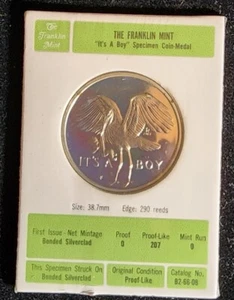 The
Franklin
Mint
THE FRANKLIN MINT
"It's A Boy" Specimen Coin-Medal
IT'S A BOY
Size: 38.7mm Edge: 290 reeds
First Issue - Net Mintage Proof Proof-Like Mint Run
Bonded Silverclad 0 207 0
This Specimen Struck On Original Condition Catalog No.
Bonded Silverclad Proof-Like 82-66-08